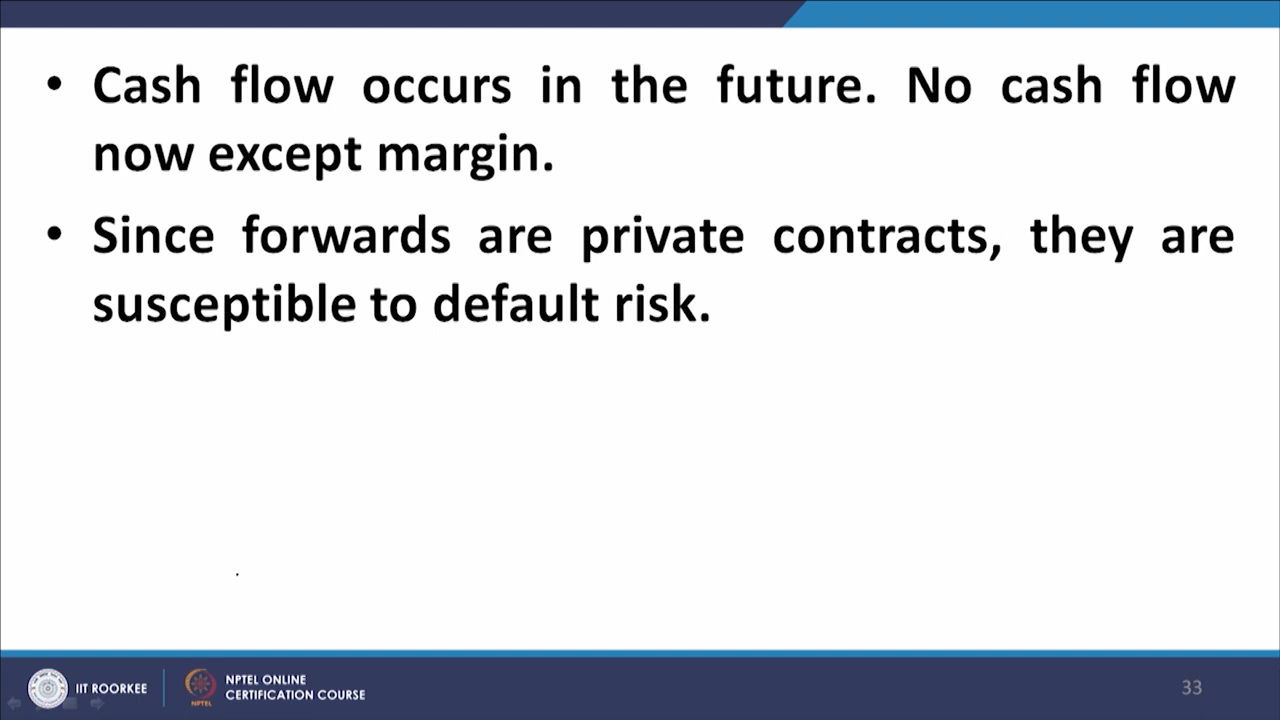 • Cash flow occurs in the future. No cash flow
now except margin.
• Since forwards are private contracts, they are
susceptible to default risk.
IIT ROORKEE
NPTEL
NPTEL ONLINE
CERTIFICATION COURSE
33